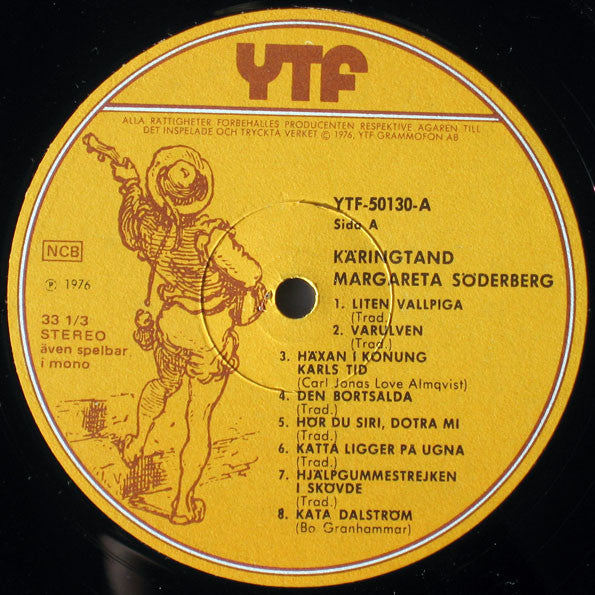 YTF
ALLA RÄTTIGHETER FÖRBEHÅLLES PRODUCENTEN RESPEKTIVE ÄGAREN TILL
DET INSPELADE OCH TRYCKTA VERKET © 1976, YTF-GRAMMOFON AB
YTF-50130-A
Sida A
NCB
℗ 1976
33 1/3
STEREO
även spelbar
i mono
KÄRINGTAND
MARGARETA SÖDERBERG
1. LITEN VALLPIGA
(Trad.)
2. VARULVEN
(Trad.)
3. HÄXAN I KONUNG
KARLS TID
(Carl Jonas Love Almqvist)
4. DEN BORTSÅLDA
(Trad.)
5. HÖR DU SIRI, DOTRA MI
(Trad.)
6. KATTA LIGGER PÅ UGNA
(Trad.)
7. HJÄLPGUMMESTREJKEN
I SKÖVDE
(Trad.)
8. KATA DALSTRÖM
(Bo Granhammar)